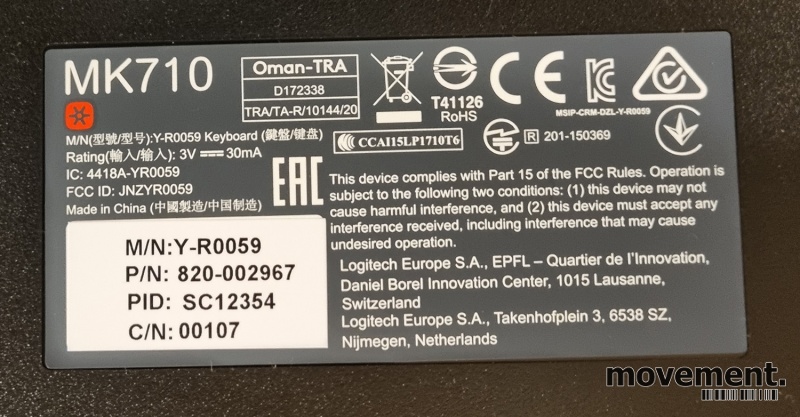 MK710
Oman-TRA
D172338
TRA/TA-R/10144/20
T41126
RoHS
CE
MSIP-CRM-DZL-Y-R0059
M/N(型號/型号):Y-R0059 Keyboard (鍵盤/键盘)
Rating(輸入/输入): 3V 30mA
IC: 4418A-YR0059
FCC ID: JNZYR0059
Made in China (中國製造/中国制造)
CCAI15LP1710T6
R 201-150369
EAC
This device complies with Part 15 of the FCC Rules. Operation is
subject to the following two conditions: (1) this device may not
cause harmful interference, and (2) this device must accept any
interference received, including interference that may cause
undesired operation.
Logitech Europe S.A., EPFL – Quartier de l'Innovation,
Daniel Borel Innovation Center, 1015 Lausanne,
Switzerland
Logitech Europe S.A., Takenhofplein 3, 6538 SZ,
Nijmegen, Netherlands
M/N:Y-R0059
P/N: 820-002967
PID: SC12354
C/N: 00107
movement.